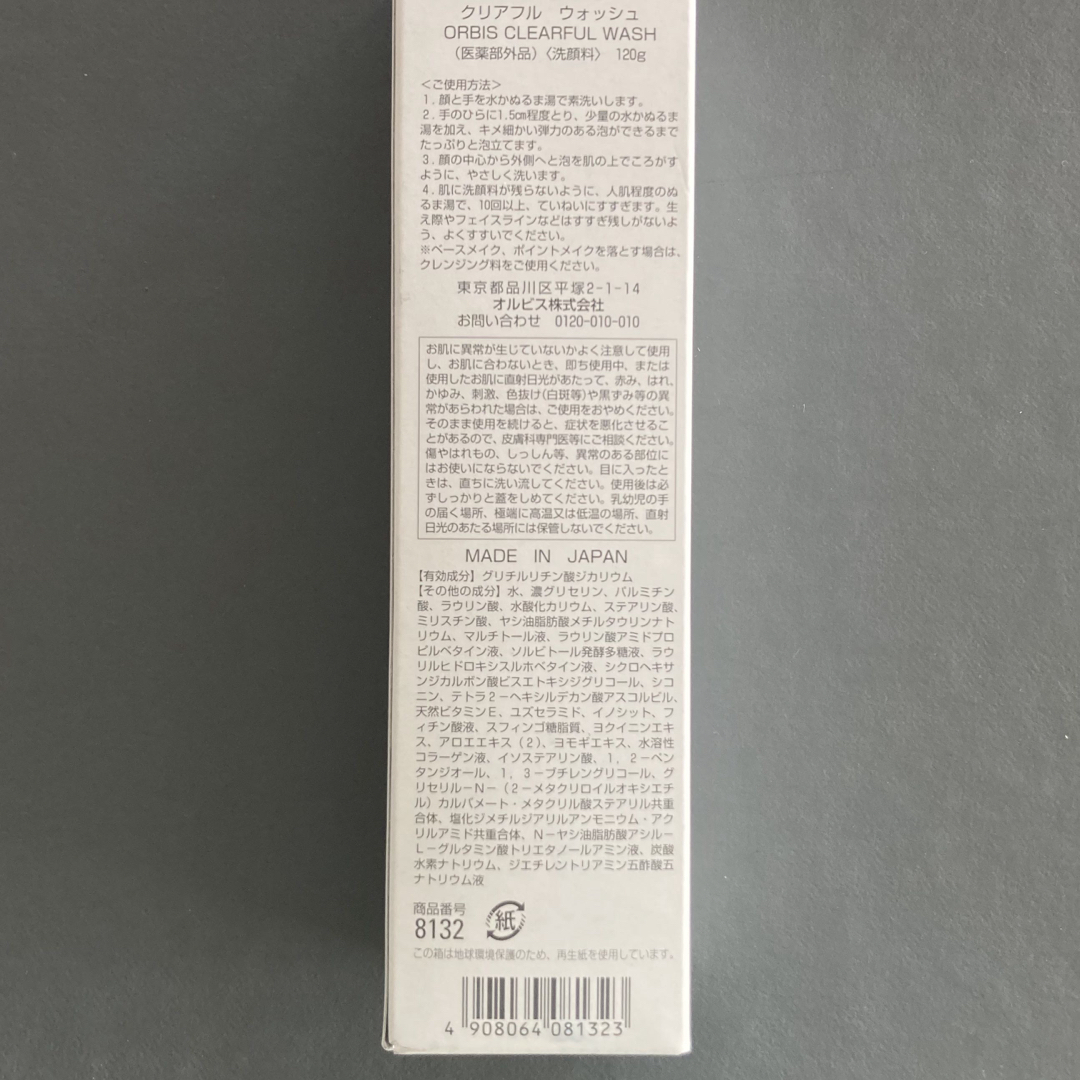 クリアフル ウォッシュ
ORBIS CLEARFUL WASH
（医薬部外品）〈洗顔料〉 120g
＜ご使用方法＞
1．顔と手を水かぬるま湯で素洗いします。
2．手のひらに1.5㎝程度とり、少量の水かぬるま
湯を加え、キメ細かい弾力のある泡ができるまで
たっぷりと泡立てます。
3．顔の中心から外側へと泡を肌の上でころがす
ように、やさしく洗います。
4．肌に洗顔料が残らないように、人肌程度のぬ
るま湯で、10回以上、ていねいにすすぎます。生
え際やフェイスラインなどはすすぎ残しがないよ
う、よくすすいでください。
※ベースメイク、ポイントメイクを落とす場合は、
クレンジング料をご使用ください。
東京都品川区平塚2-1-14
オルビス株式会社
お問い合わせ 0120-010-010
お肌に異常が生じていないかよく注意して使用
し、お肌に合わないとき、即ち使用中、または
使用したお肌に直射日光があたって、赤み、はれ、
かゆみ、刺激、色抜け(白斑等)や黒ずみ等の異
常があらわれた場合は、ご使用をおやめください。
そのまま使用を続けると、症状を悪化させるこ
とがあるので、皮膚科専門医等にご相談ください。
傷やはれもの、しっしん等、異常のある部位に
はお使いにならないでください。目に入ったと
きは、直ちに洗い流してください。使用後は必
ずしっかりと蓋をしめてください。乳幼児の手
の届く場所、極端に高温又は低温の場所、直射
日光のあたる場所には保管しないでください。
MADE IN JAPAN
【有効成分】グリチルリチン酸ジカリウム
【その他の成分】水、濃グリセリン、パルミチン
酸、ラウリン酸、水酸化カリウム、ステアリン酸、
ミリスチン酸、ヤシ油脂肪酸メチルタウリンナト
リウム、マルチトール液、ラウリン酸アミドプロ
ピルベタイン液、ソルビトール発酵多糖液、ラウ
リルヒドロキシスルホベタイン液、シクロヘキサ
ンジカルボン酸ビスエトキシジグリコール、シコ
ニン、テトラ2－ヘキシルデカン酸アスコルビル、
天然ビタミンE、ユズセラミド、イノシット、フ
ィチン酸液、スフィンゴ糖脂質、ヨクイニンエキ
ス、アロエエキス（2）、ヨモギエキス、水溶性
コラーゲン液、イソステアリン酸、1，2－ペン
タンジオール、1，3－ブチレングリコール、グ
リセリル－N－（2－メタクリロイルオキシエチ
ル）カルバメート・メタクリル酸ステアリル共重
合体、塩化ジメチルジアリルアンモニウム・アク
リルアミド共重合体、N－ヤシ油脂肪酸アシル－
L－グルタミン酸トリエタノールアミン液、炭酸
水素ナトリウム、ジエチレントリアミン五酢酸五
ナトリウム液
商品番号
8132
紙
この箱は地球環境保護のため、再生紙を使用しています。
4 908064 081323